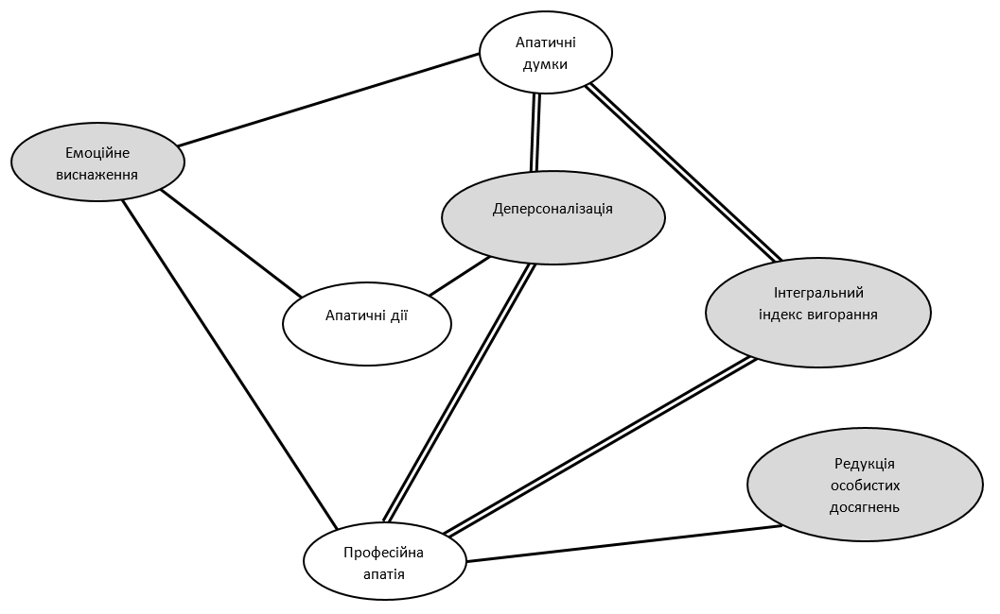 Апатичні
думки
Емоційне
виснаження
Деперсоналізація
Апатичні дії
Інтегральний
індекс вигорання
Редукція
особистих
досягнень
Професійна
апатія